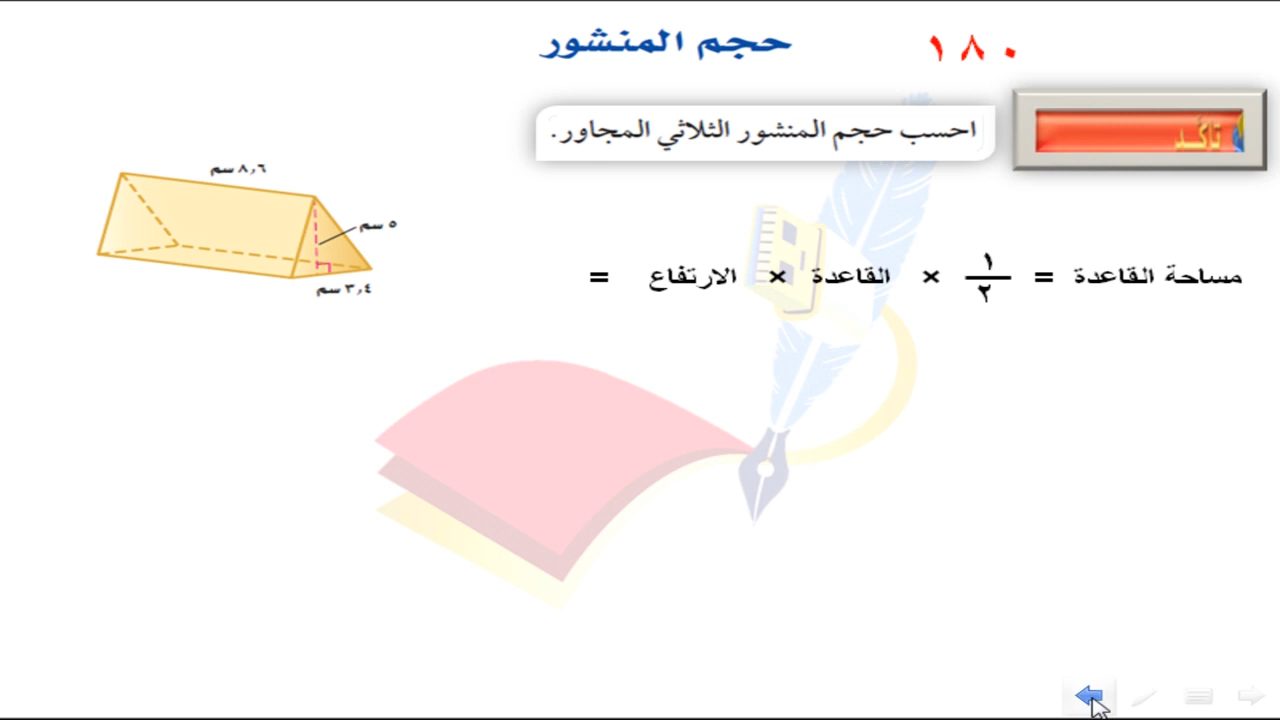 حجم المنشور ١٨٠
تأكد
احسب حجم المنشور الثلاثي المجاور.
٨,٦ سم
٥ سم
٣,٤ سم
مساحة القاعدة = ١/٢ × القاعدة × الارتفاع =